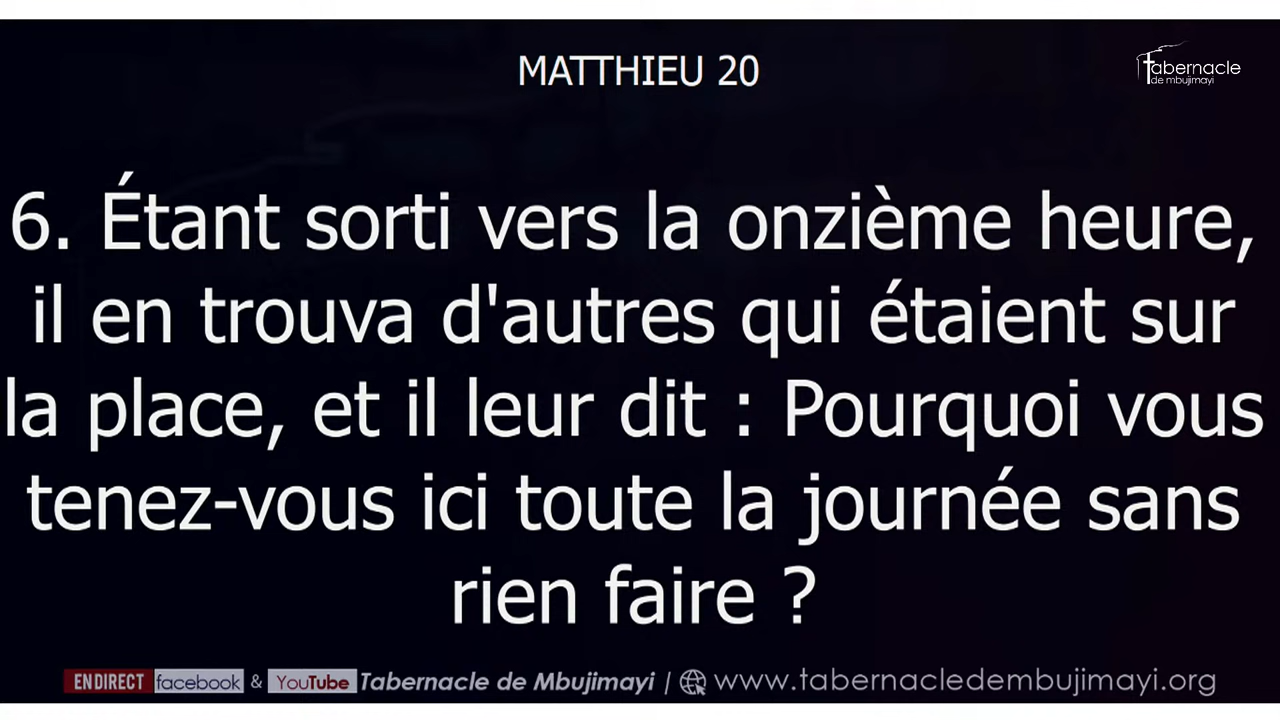 MATTHIEU 20
Tabernacle
de mbujimayi
6. Étant sorti vers la onzième heure,
il en trouva d'autres qui étaient sur
la place, et il leur dit : Pourquoi vous
tenez-vous ici toute la journée sans
rien faire ?
EN DIRECT facebook & YouTube Tabernacle de Mbujimayi | www.tabernacledembujimayi.org